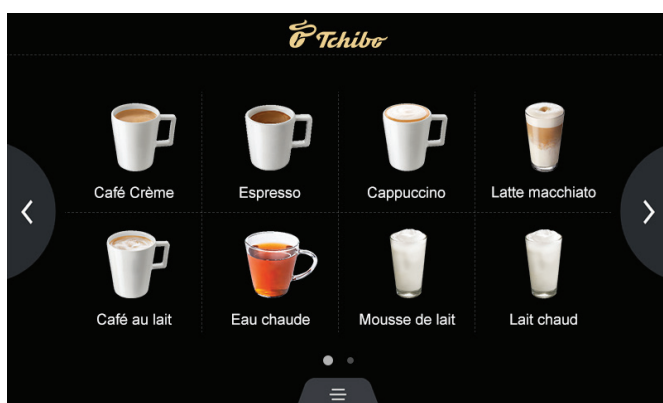 Tchibo
Café Crème Espresso Cappuccino Latte macchiato
Café au lait Eau chaude Mousse de lait Lait chaud